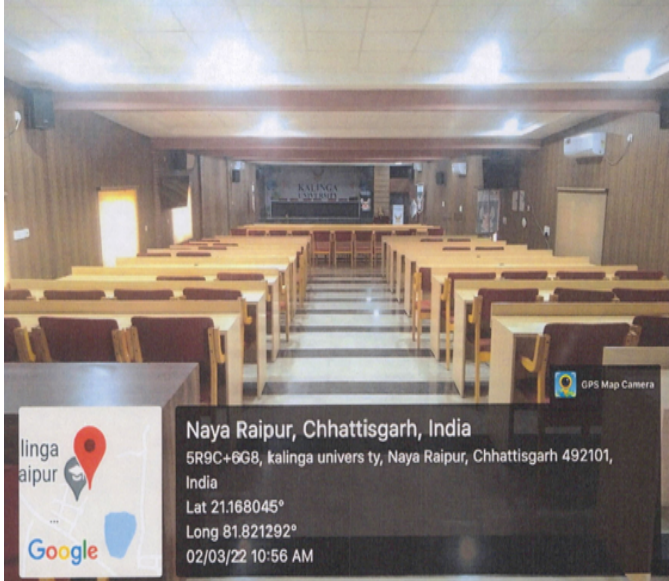 KALINGA
UNIVERSITY
GPS Map Camera
linga
aipur
...
Google
Naya Raipur, Chhattisgarh, India
5R9C+6G8, kalinga univers ty, Naya Raipur, Chhattisgarh 492101,
India
Lat 21.168045°
Long 81.821292°
02/03/22 10:56 AM